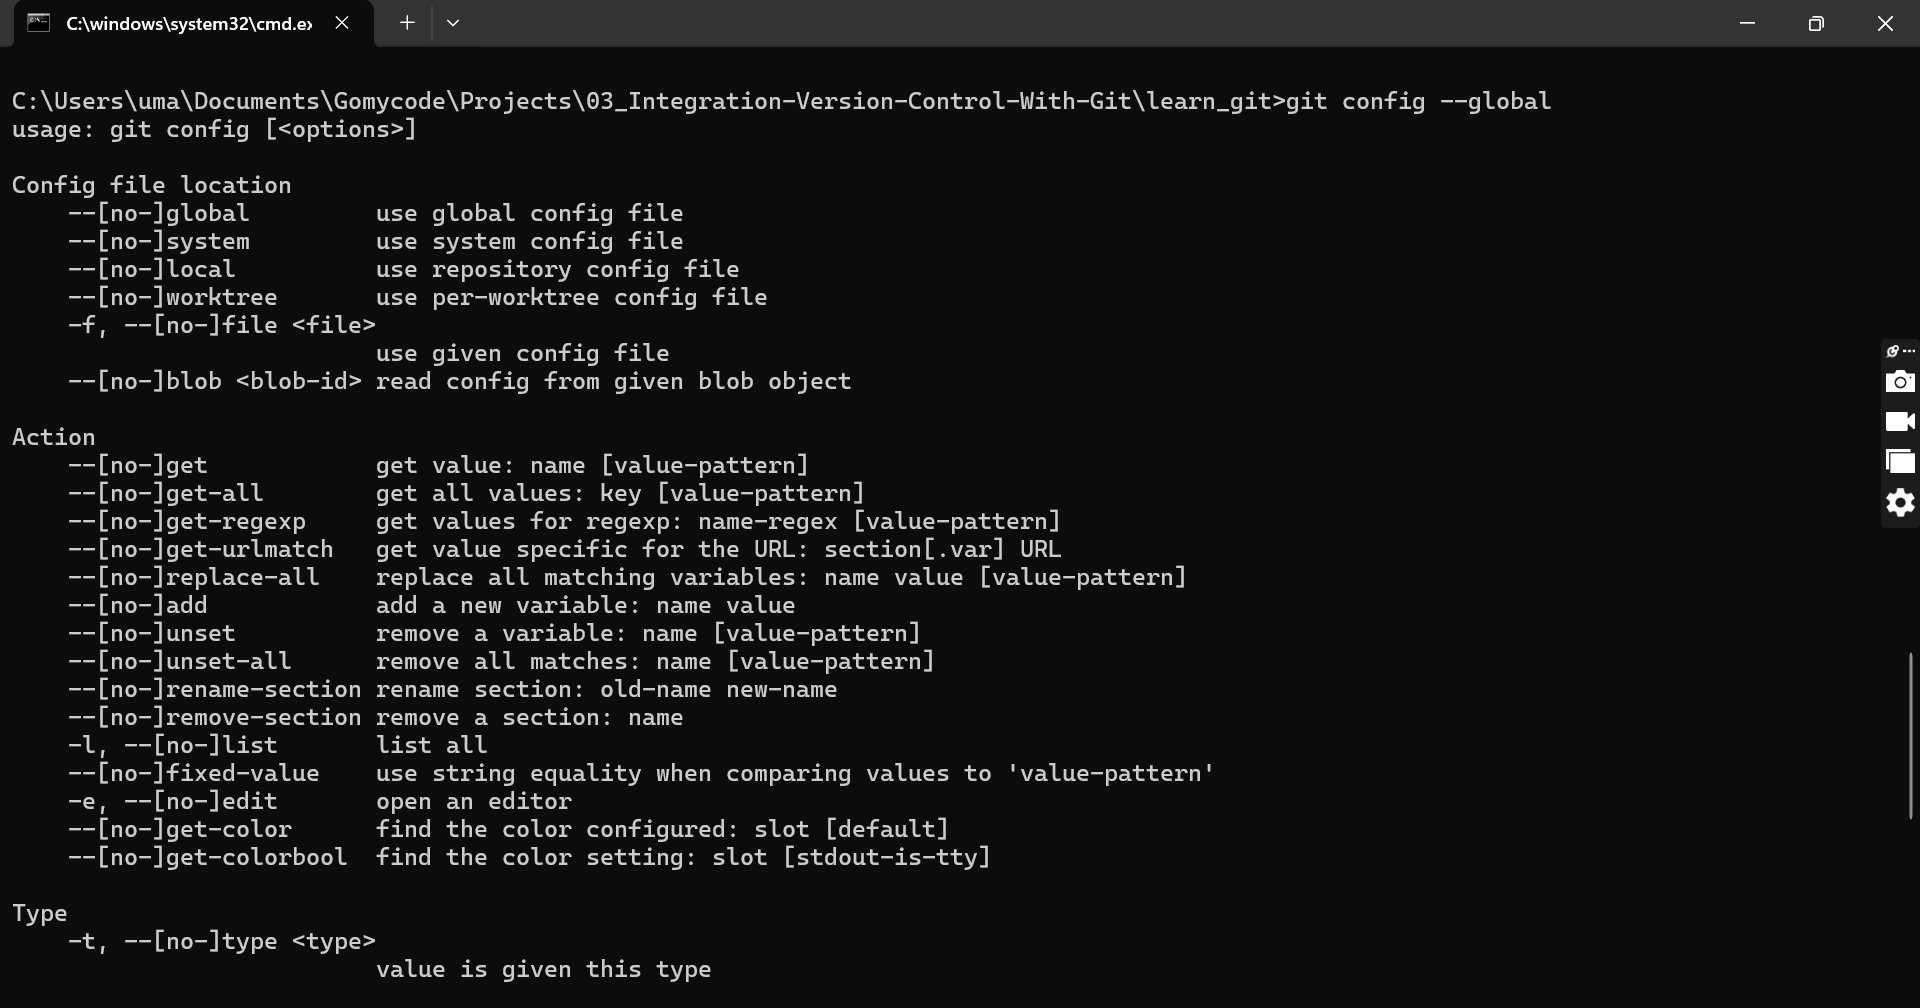 C:\windows\system32\cmd.ex
C:\Users\uma\Documents\Gomycode\Projects\03_Integration-Version-Control-With-Git\learn_git>git config --global
usage: git config [<options>]
Config file location
--[no-]global use global config file
--[no-]system use system config file
--[no-]local use repository config file
--[no-]worktree use per-worktree config file
-f, --[no-]file <file>
use given config file
--[no-]blob <blob-id> read config from given blob object
Action
--[no-]get get value: name [value-pattern]
--[no-]get-all get all values: key [value-pattern]
--[no-]get-regexp get values for regexp: name-regex [value-pattern]
--[no-]get-urlmatch get value specific for the URL: section[.var] URL
--[no-]replace-all replace all matching variables: name value [value-pattern]
--[no-]add add a new variable: name value
--[no-]unset remove a variable: name [value-pattern]
--[no-]unset-all remove all matches: name [value-pattern]
--[no-]rename-section rename section: old-name new-name
--[no-]remove-section remove a section: name
-l, --[no-]list list all
--[no-]fixed-value use string equality when comparing values to 'value-pattern'
-e, --[no-]edit open an editor
--[no-]get-color find the color configured: slot [default]
--[no-]get-colorbool find the color setting: slot [stdout-is-tty]
Type
-t, --[no-]type <type>
value is given this type